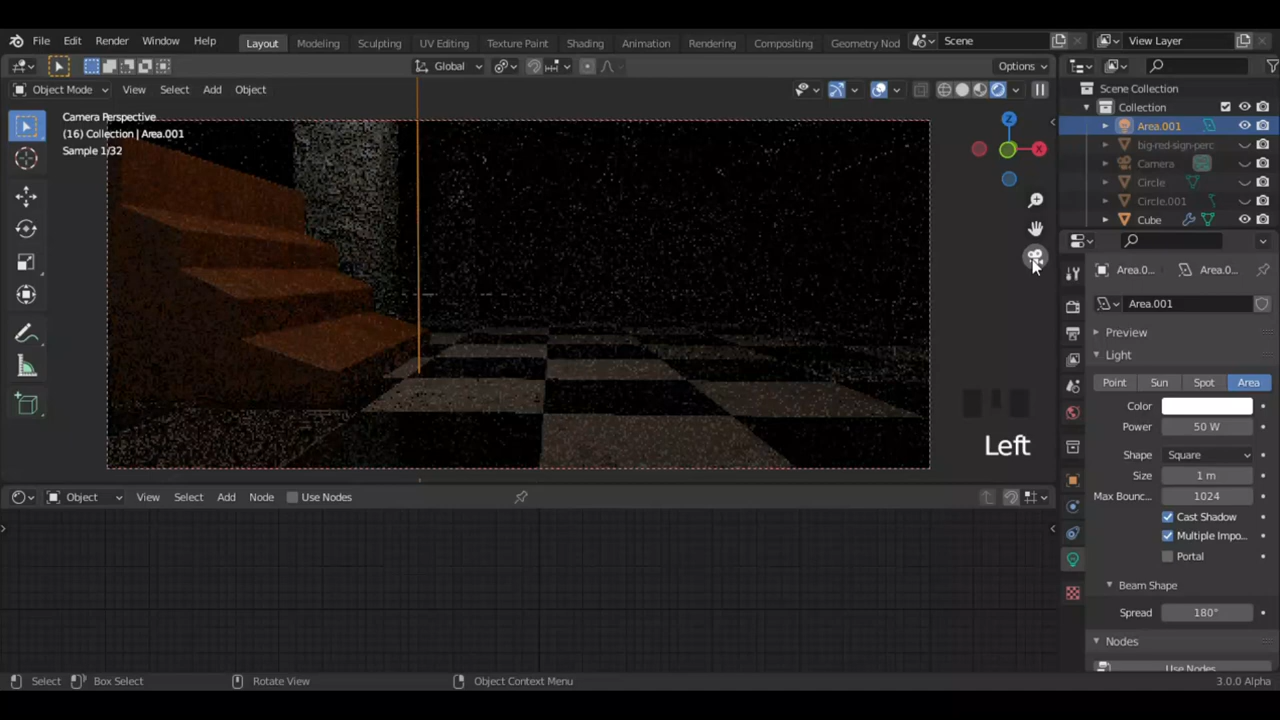 File Edit Render Window Help Layout Modeling Sculpting UV Editing Texture Paint Shading Animation Rendering Compositing Geometry Nod Scene View Layer
Global Options
Object Mode View Select Add Object
Camera Perspective
(16) Collection | Area.001
Sample 1/32
Z
X
Scene Collection
Collection
Area.001
big-red-sign-perc
Camera
Circle
Circle.001
Cube
Area.0... Area.0...
Area.001
Preview
Light
Point Sun Spot Area
Color
Power 50 W
Shape Square
Size 1 m
Max Bounc... 1024
Cast Shadow
Multiple Impo...
Portal
Beam Shape
Spread 180°
Nodes
Use Nodes
Left
Object View Select Add Node Use Nodes
Select Box Select Rotate View Object Context Menu 3.0.0 Alpha